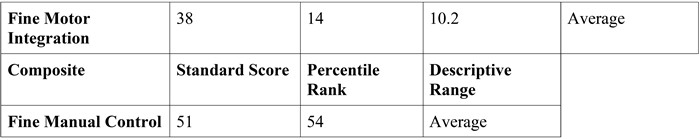 Fine Motor Integration 38 14 10.2 Average
Composite Standard Score Percentile Rank Descriptive Range
Fine Manual Control 51 54 Average